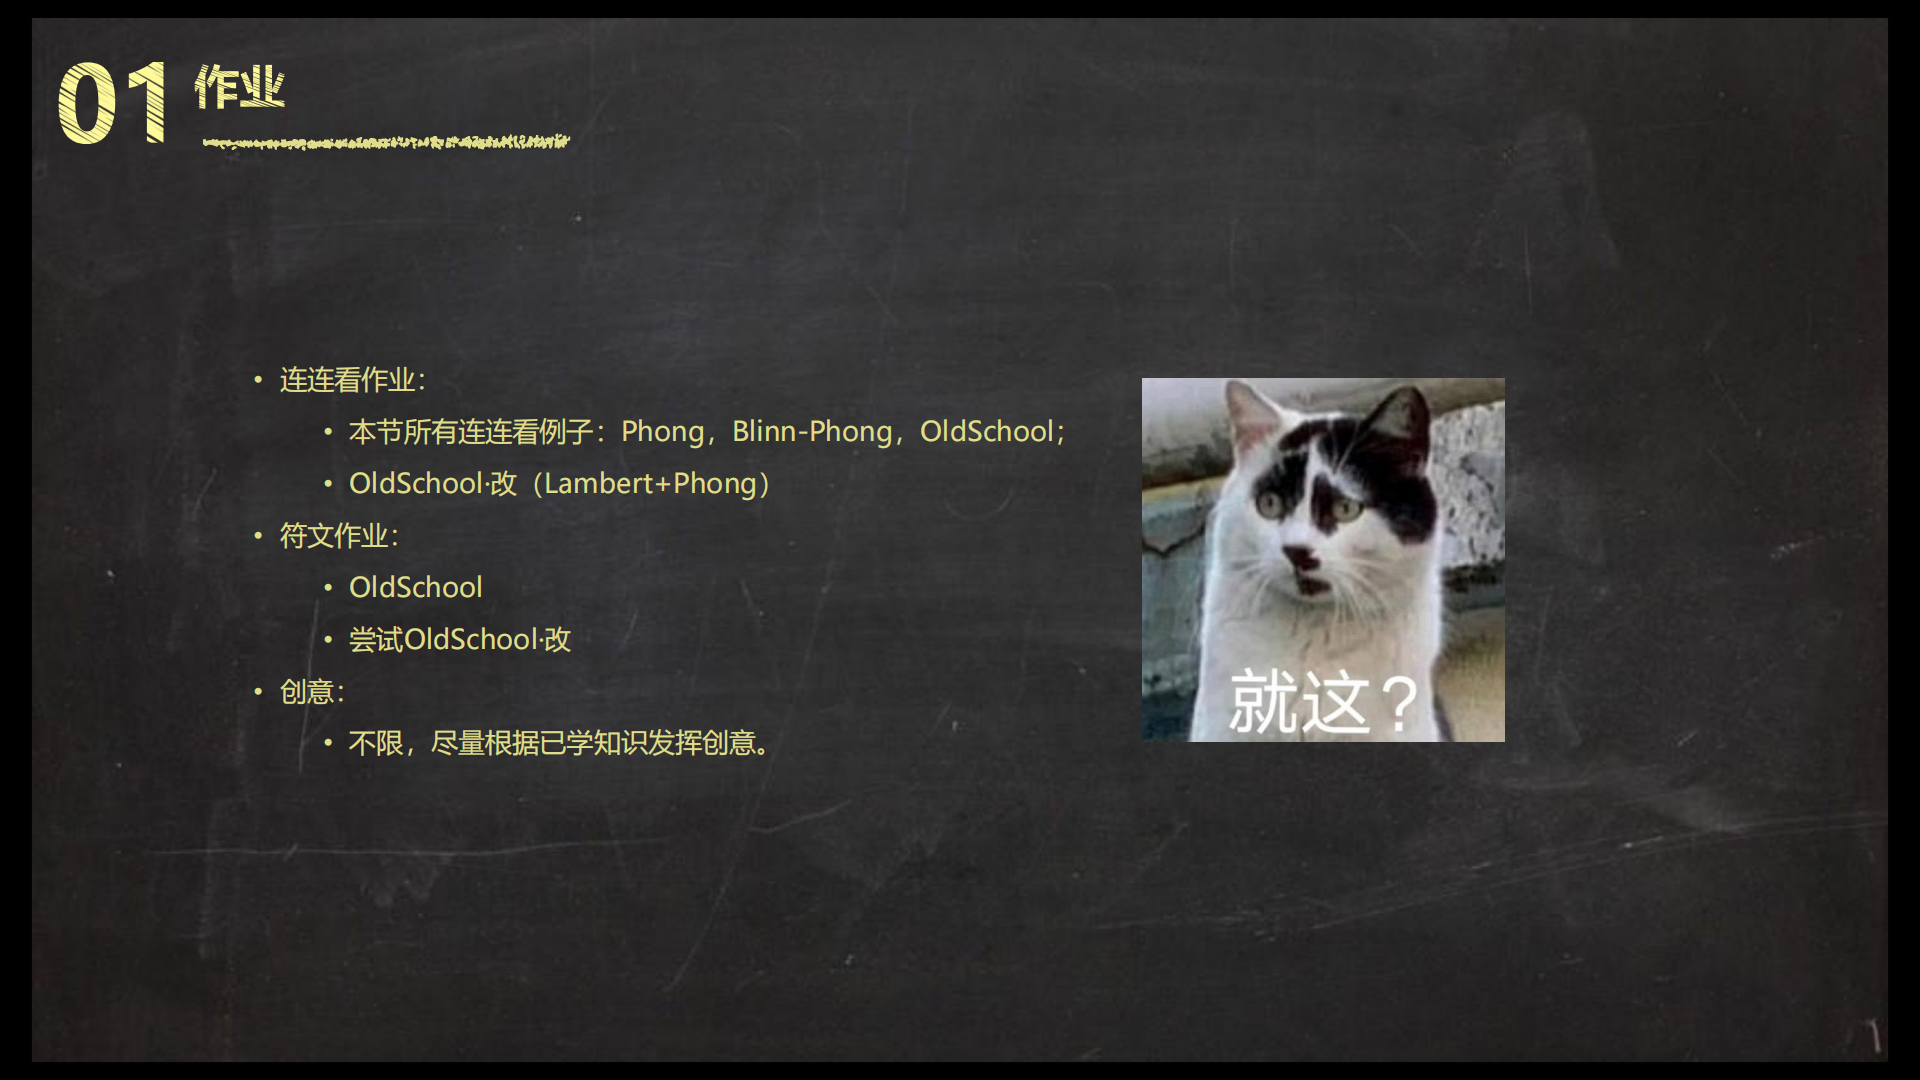 01 作业
• 连连看作业：
• 本节所有连连看例子：Phong，Blinn-Phong，OldSchool；
• OldSchool·改（Lambert+Phong）
• 符文作业：
• OldSchool
• 尝试OldSchool·改
• 创意：
• 不限，尽量根据已学知识发挥创意。
就这？